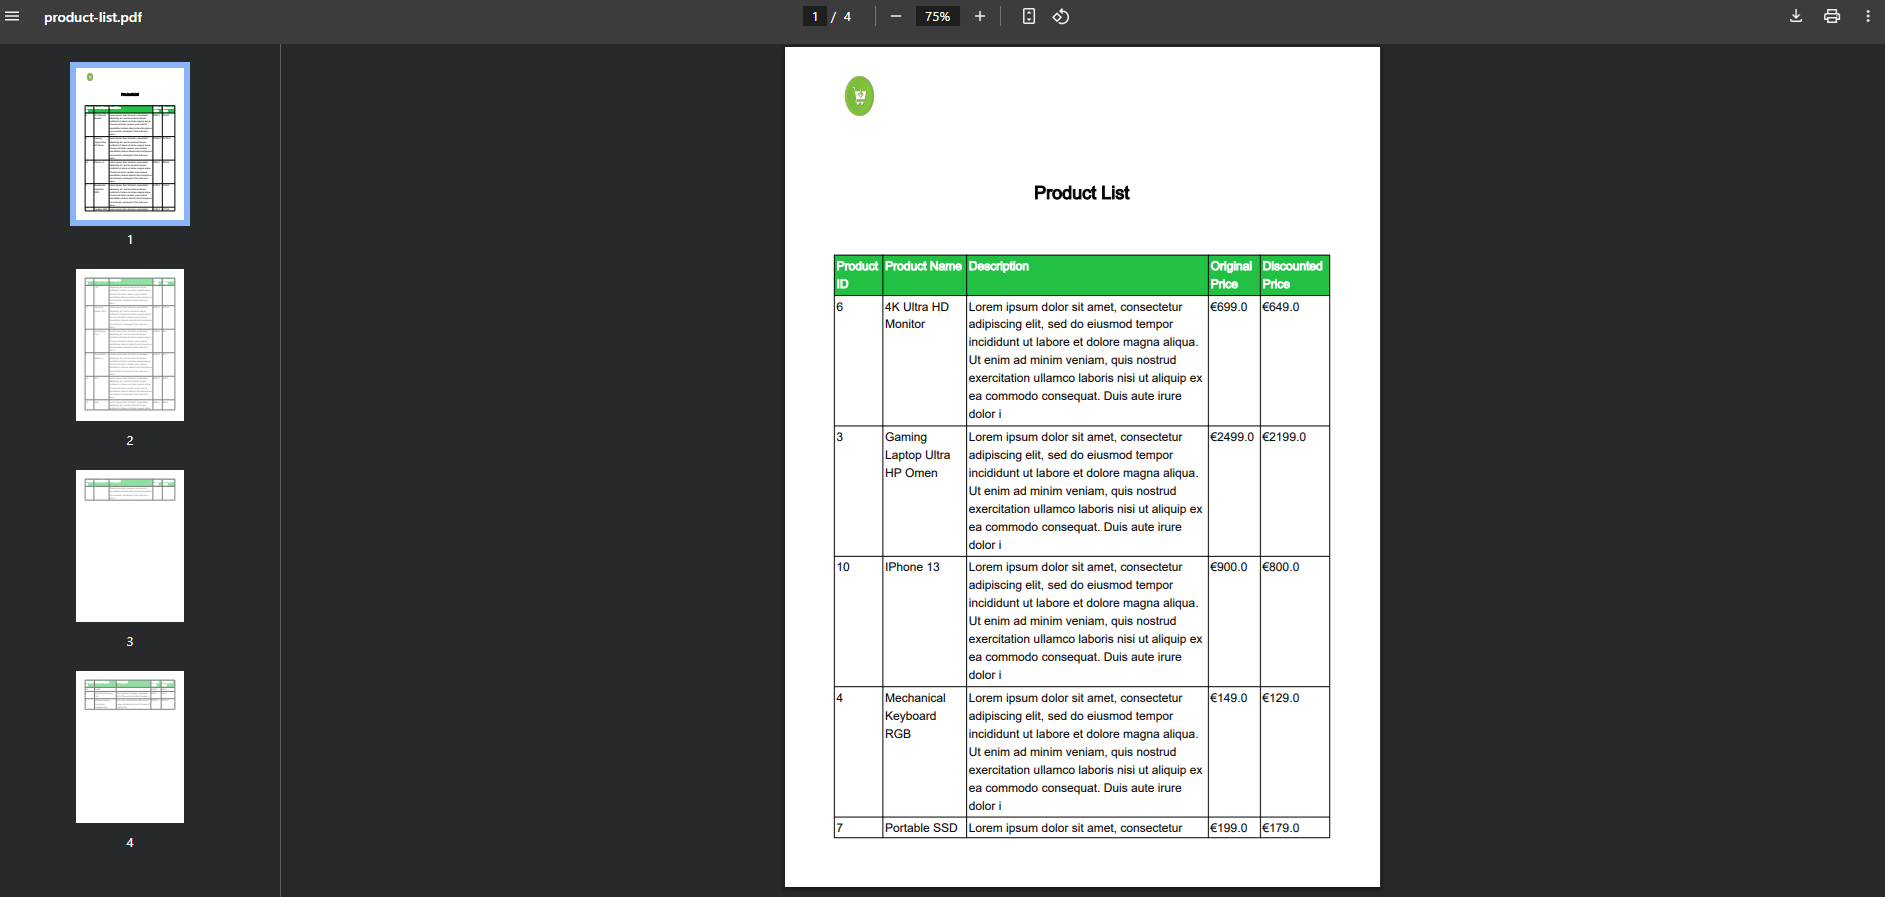 product-list.pdf
1 / 4
75%
1
2
3
4
Product List
Product ID Product Name Description Original Price Discounted Price
6 4K Ultra HD Monitor €699.0 €649.0
Lorem ipsum dolor sit amet, consectetur
adipiscing elit, sed do eiusmod tempor
incididunt ut labore et dolore magna aliqua.
Ut enim ad minim veniam, quis nostrud
exercitation ullamco laboris nisi ut aliquip ex
ea commodo consequat. Duis aute irure
dolor i
3 Gaming Laptop Ultra HP Omen €2499.0 €2199.0
Lorem ipsum dolor sit amet, consectetur
adipiscing elit, sed do eiusmod tempor
incididunt ut labore et dolore magna aliqua.
Ut enim ad minim veniam, quis nostrud
exercitation ullamco laboris nisi ut aliquip ex
ea commodo consequat. Duis aute irure
dolor i
10 IPhone 13 €900.0 €800.0
Lorem ipsum dolor sit amet, consectetur
adipiscing elit, sed do eiusmod tempor
incididunt ut labore et dolore magna aliqua.
Ut enim ad minim veniam, quis nostrud
exercitation ullamco laboris nisi ut aliquip ex
ea commodo consequat. Duis aute irure
dolor i
4 Mechanical Keyboard RGB €149.0 €129.0
Lorem ipsum dolor sit amet, consectetur
adipiscing elit, sed do eiusmod tempor
incididunt ut labore et dolore magna aliqua.
Ut enim ad minim veniam, quis nostrud
exercitation ullamco laboris nisi ut aliquip ex
ea commodo consequat. Duis aute irure
dolor i
7 Portable SSD Lorem ipsum dolor sit amet, consectetur €199.0 €179.0